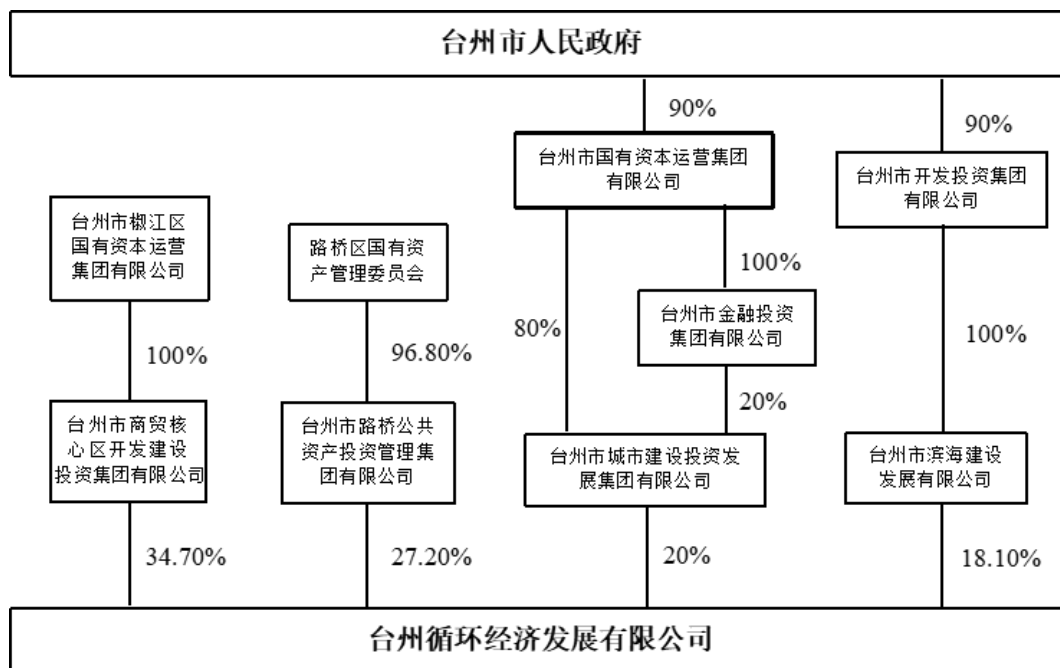 台州市人民政府
90%
90%
台州市国有资本运营集团
有限公司
台州市开发投资集团
有限公司
台州市椒江区
国有资本运营
集团有限公司
路桥区国有资
产管理委员会
100%
台州市金融投资
集团有限公司
80%
100%
96.80%
100%
20%
台州市商贸核
心区开发建设
投资集团有限公司
台州市路桥公共
资产投资管理集
团有限公司
台州市城市建设投资发
展集团有限公司
台州市滨海建设
发展有限公司
34.70%
27.20%
20%
18.10%
台州循环经济发展有限公司